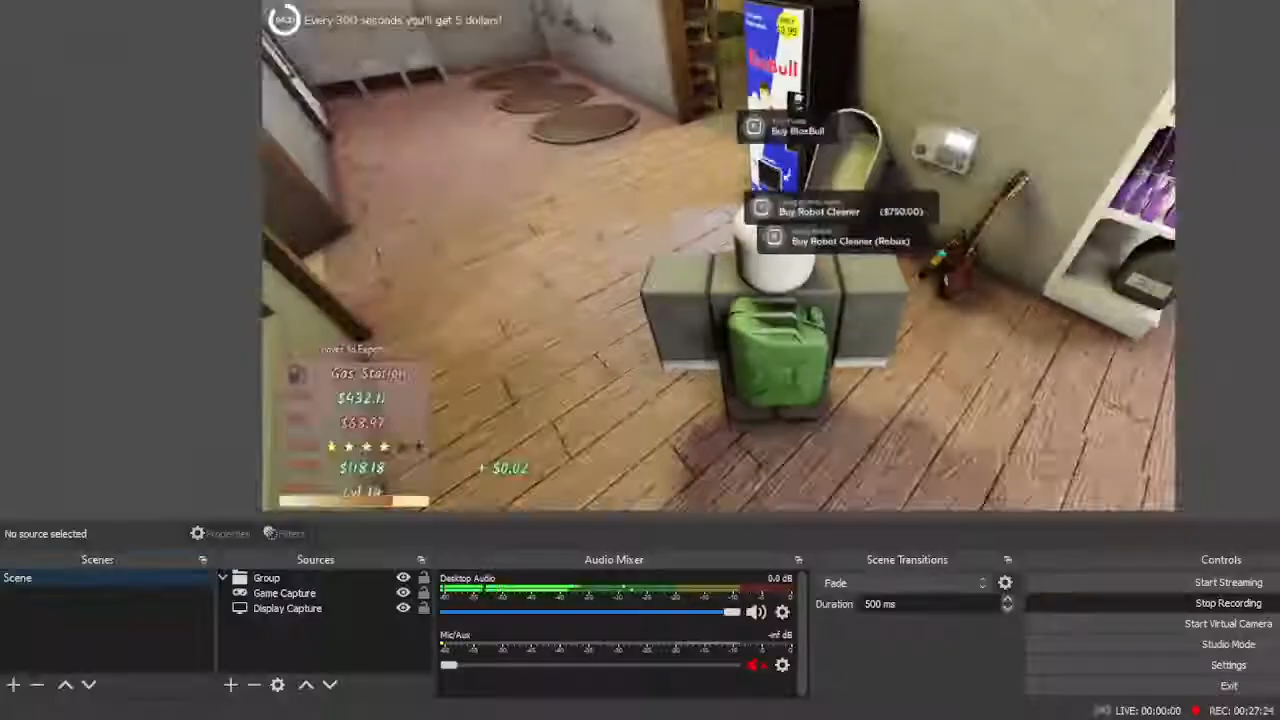 Every 300 seconds you'll get 5 dollars!
Buy BloxBull
Buy Robot Cleaner ($750.00)
Buy Robot Cleaner (Robux)
Gas Station
$432.11
$63.97
$118.18
+ $0.02
No source selected
Properties
Filters
Scener
Sources
Audio Mixer
Scene Transitions
Controls
Scene
Group
Game Capture
Display Capture
Desktop Audio
0.0 dB
Mic/Aux
-inf dB
Fade
Duration
500 ms
Start Streaming
Stop Recording
Start Virtual Camera
Studio Mode
Settings
Exit
LIVE: 00:00:00
REC: 00:27:24